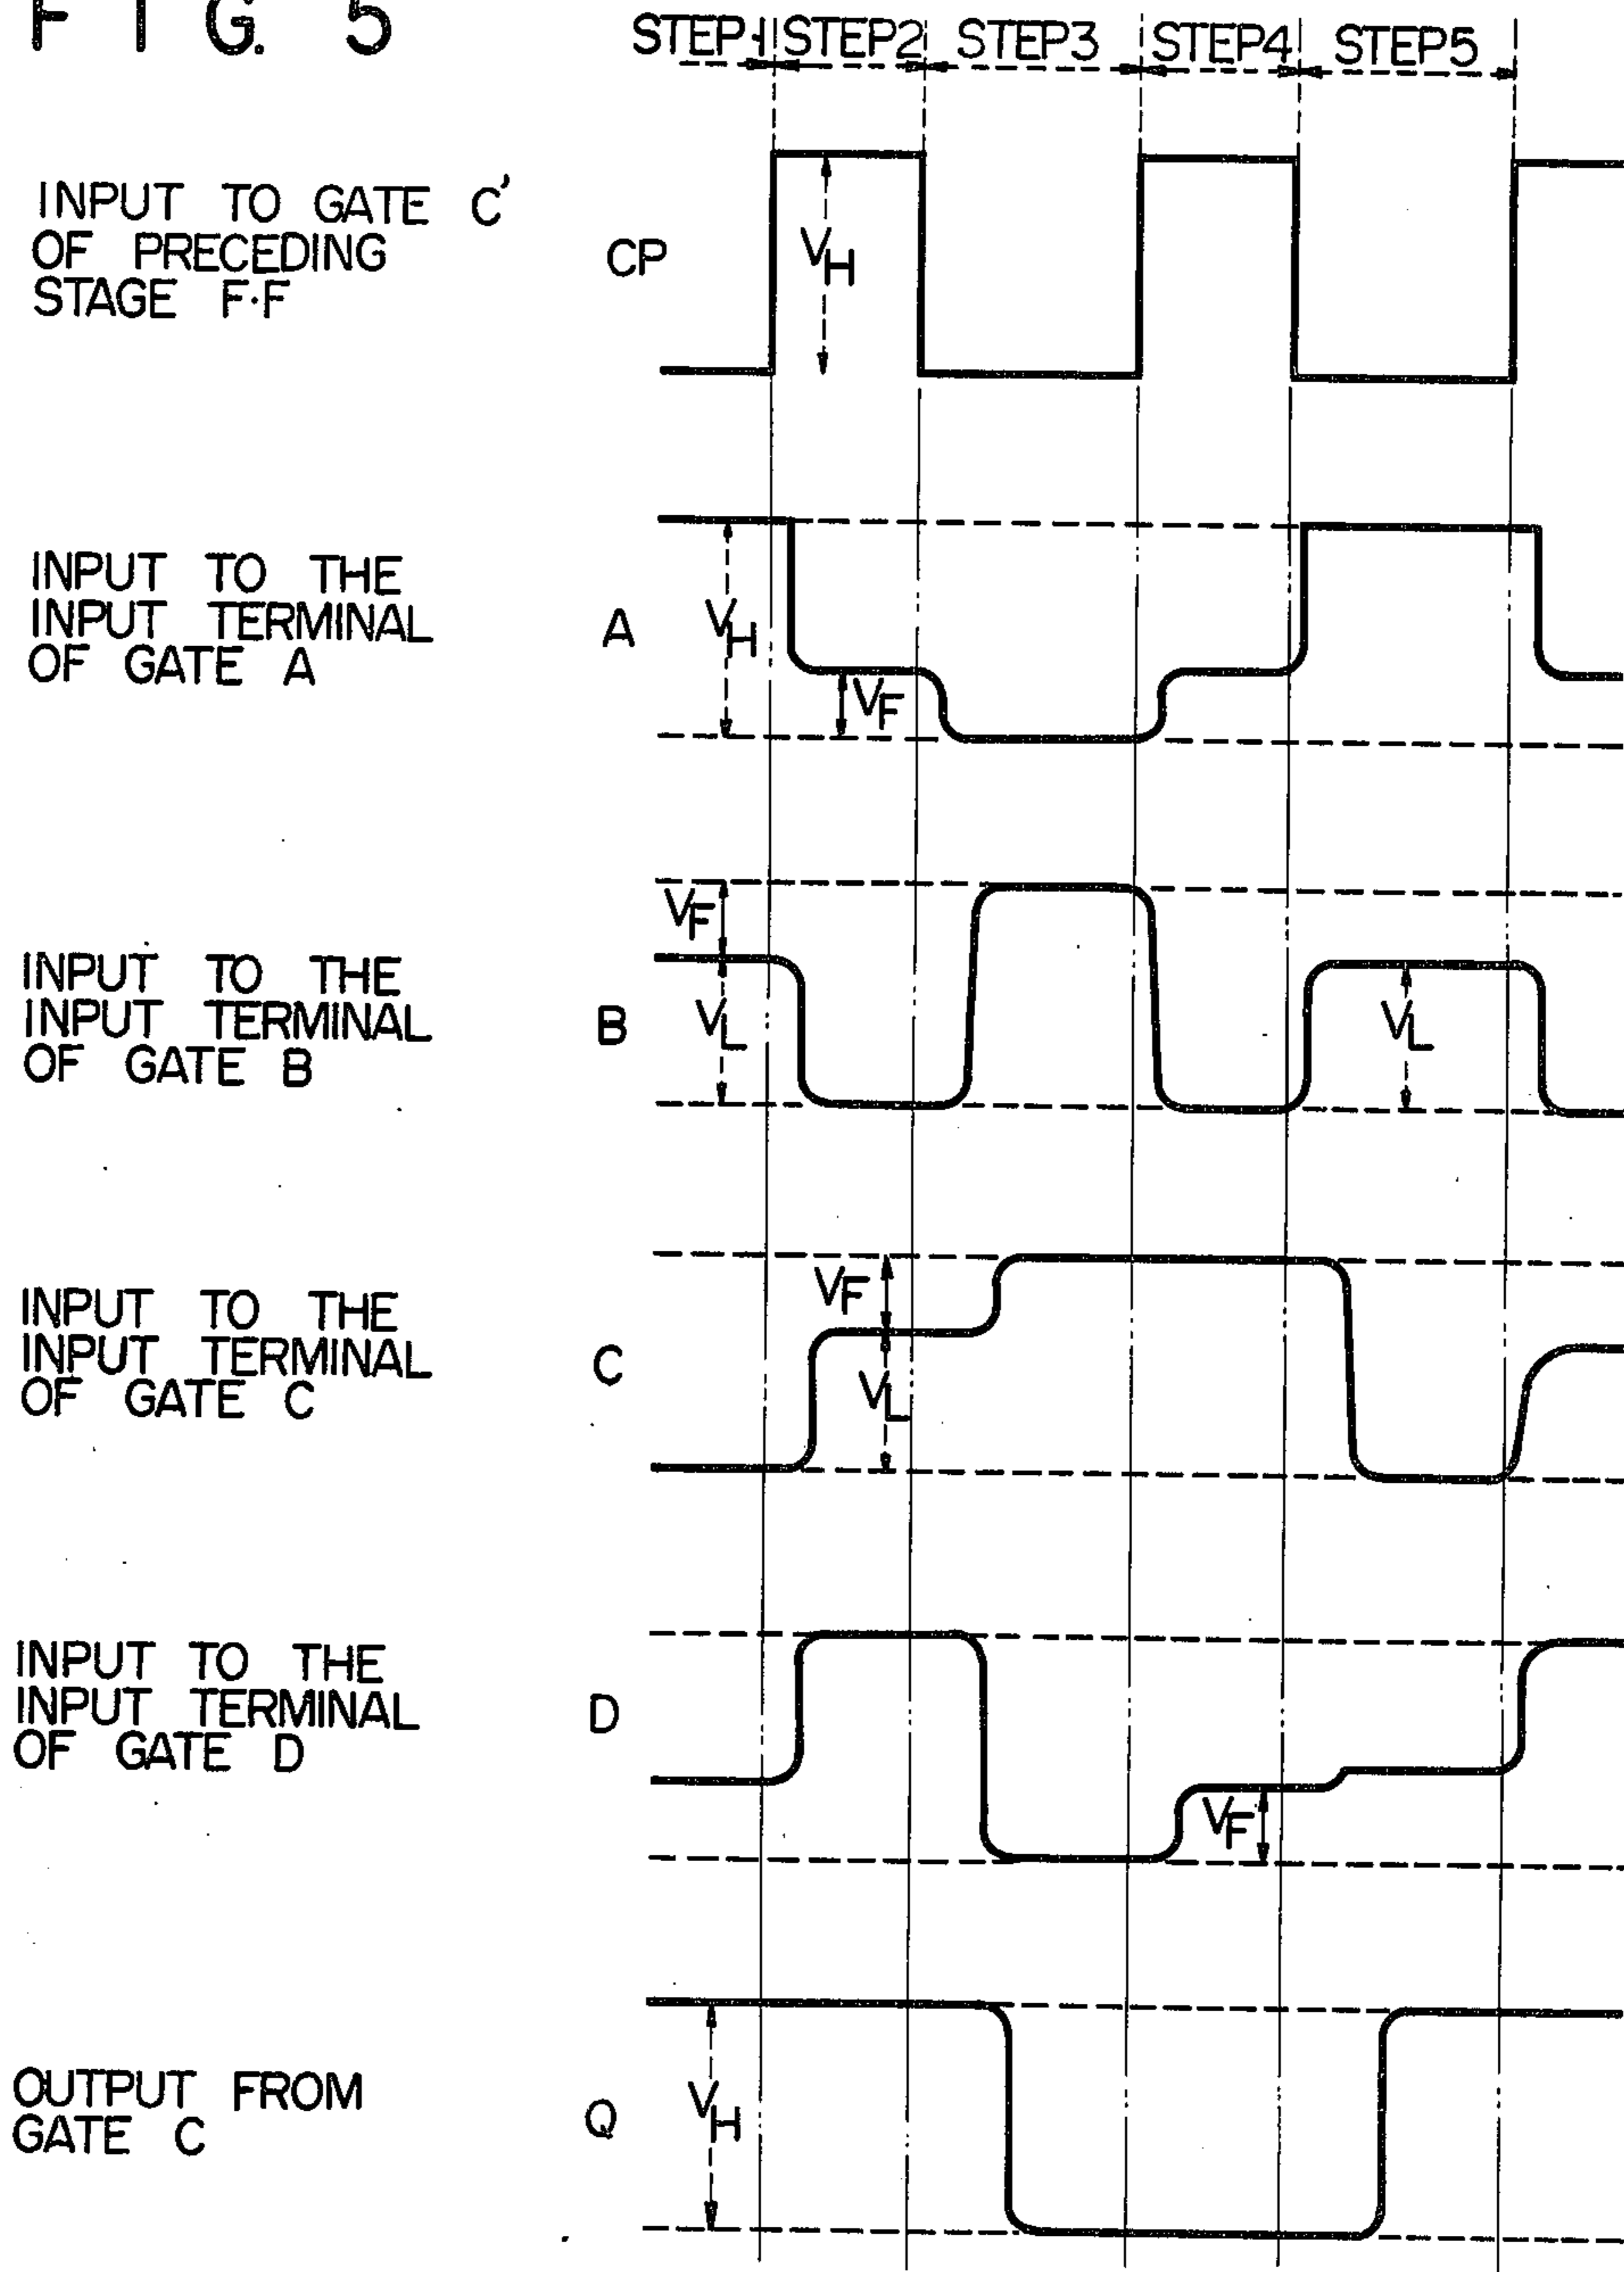 FIG. 5
STEP1 STEP2 STEP3 STEP4 STEP5
INPUT TO GATE C'
OF PRECEDING
STAGE F·F
CP
VH
INPUT TO THE
INPUT TERMINAL
OF GATE A
A
VH
VF
INPUT TO THE
INPUT TERMINAL
OF GATE B
B
VF
VL
VL
INPUT TO THE
INPUT TERMINAL
OF GATE C
C
VF
VL
INPUT TO THE
INPUT TERMINAL
OF GATE D
D
VF
OUTPUT FROM
GATE C
Q
VH